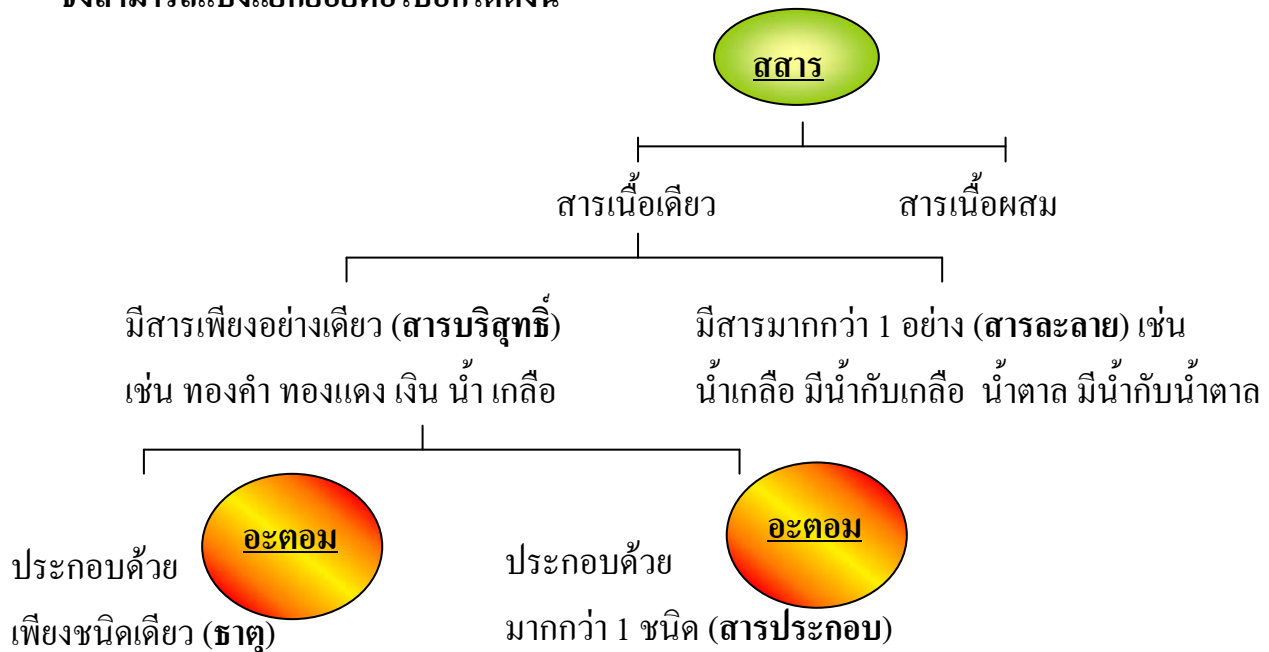 สสาร
สารเนื้อเดียว สารเนื้อผสม
มีสารเพียงอย่างเดียว (สารบริสุทธิ์) มีสารมากกว่า 1 อย่าง (สารละลาย) เช่น
เช่น ทองคำ ทองแดง เงิน น้ำ เกลือ น้ำเกลือ มีน้ำกับเกลือ น้ำตาล มีน้ำกับน้ำตาล
อะตอม อะตอม
ประกอบด้วย ประกอบด้วย
เพียงชนิดเดียว (ธาตุ) มากกว่า 1 ชนิด (สารประกอบ)